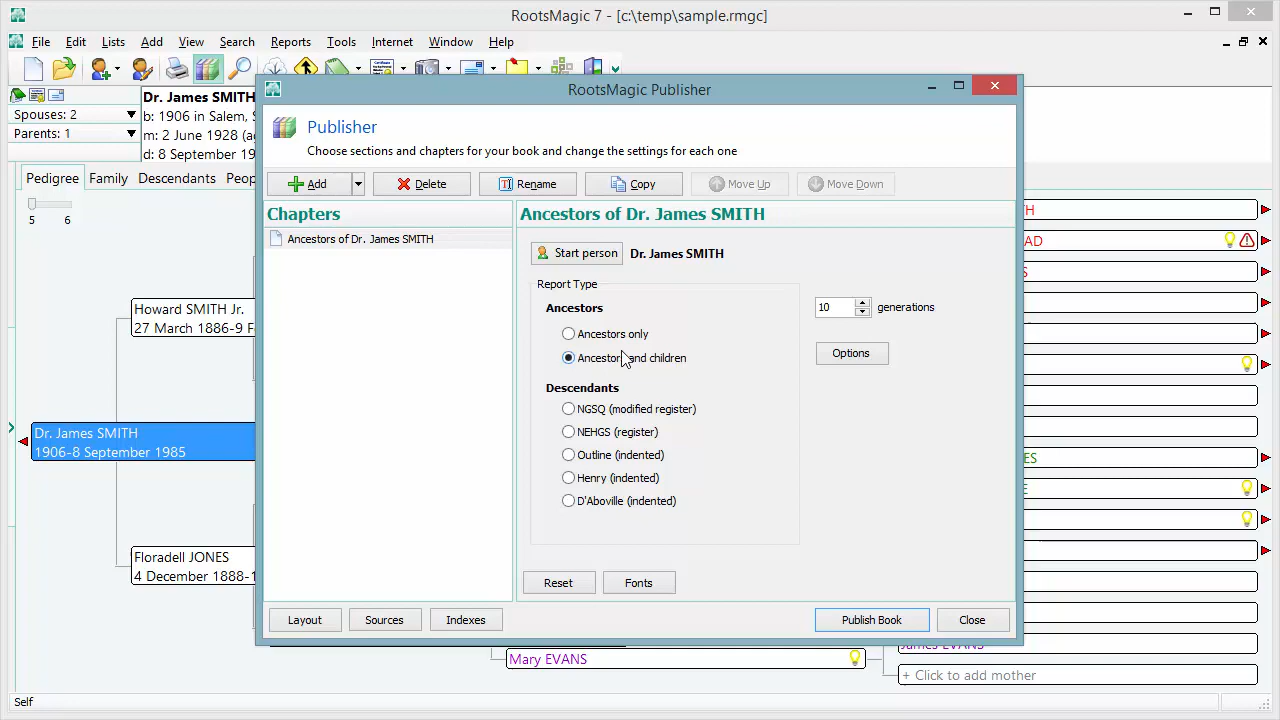 RootsMagic 7 - [c:\temp\sample.rmgc]
File Edit Lists Add View Search Reports Tools Internet Window Help
Dr. James SMITH
Spouses: 2
b: 1906 in Salem,
Parents: 1
m: 2 June 1928
d: 8 September
Pedigree Family Descendants
5 6
Howard SMITH Jr.
27 March 1886-9
Dr. James SMITH
1906-8 September 1985
Floradell JONES
4 December 1888-1
Mary EVANS
+ Click to add mother
Self
RootsMagic Publisher
Publisher
Choose sections and chapters for your book and change the settings for each one
Add Delete Rename Copy Move Up Move Down
Chapters
Ancestors of Dr. James SMITH
Ancestors of Dr. James SMITH
Start person Dr. James SMITH
Report Type
Ancestors
10 generations
Ancestors only
Ancestors and children
Options
Descendants
NGSQ (modified register)
NEHGS (register)
Outline (indented)
Henry (indented)
D'Aboville (indented)
Reset Fonts
Layout Sources Indexes Publish Book Close